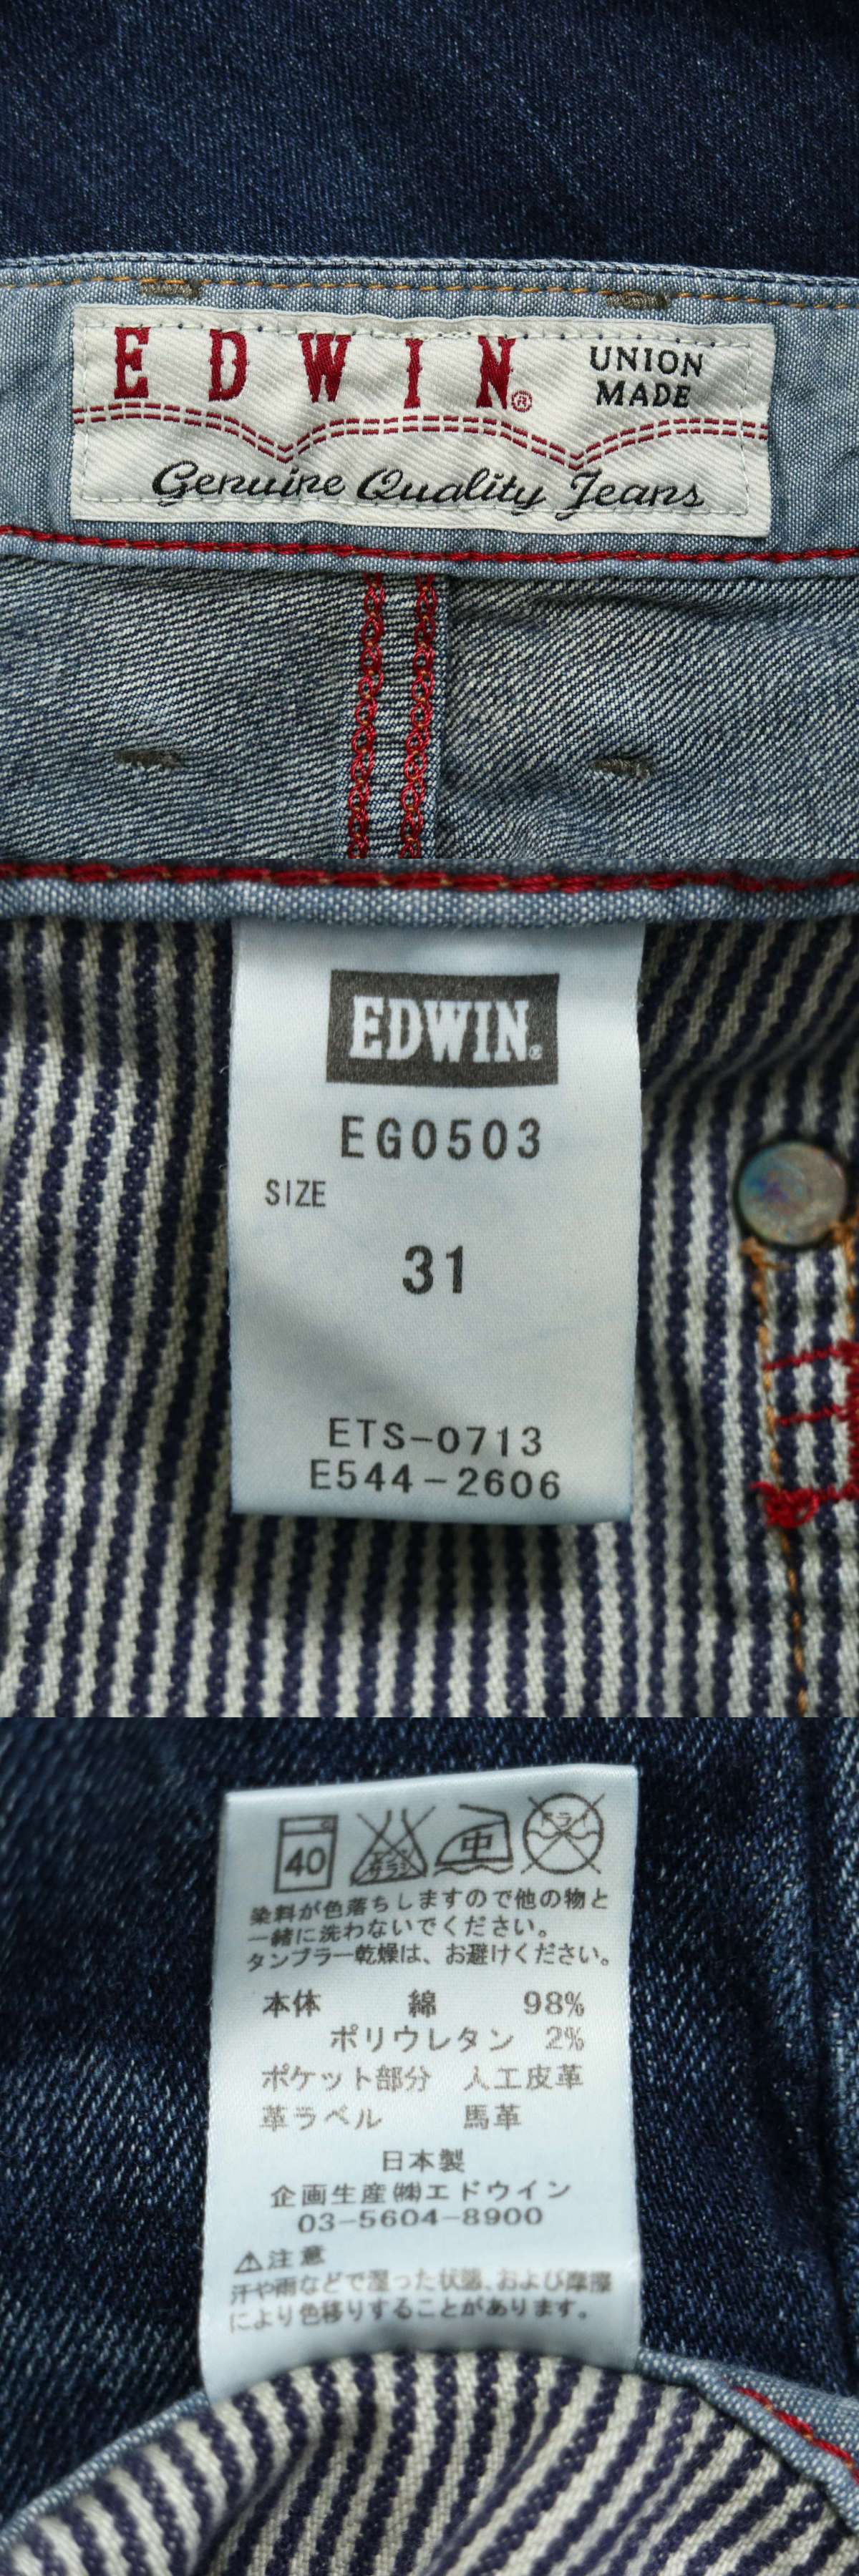 EDWIN®
UNION
MADE
Genuine Quality Jeans
EDWIN®
EG0503
SIZE
31
ETS-0713
E544-2606
40
サラシ
中
ドライ
染料が色落ちしますので他の物と
一緒に洗わないでください。
タンブラー乾燥は、お避けください。
本体 綿 98%
ポリウレタン 2%
ポケット部分 人工皮革
革ラベル 馬革
日本製
企画生産㈱エドウイン
03-5604-8900
⚠注意
汗や雨などで湿った状態、および摩擦
により色移りすることがあります。